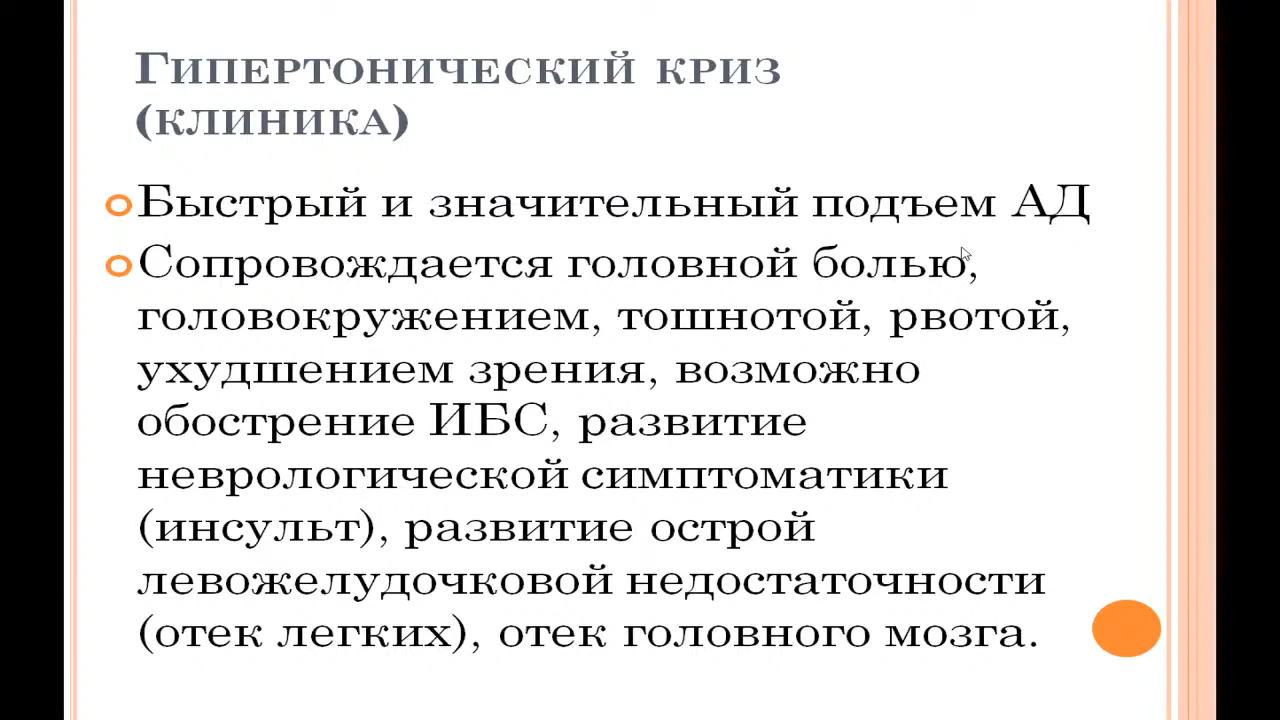 Гипертонический криз
(клиника)
Быстрый и значительный подъем АД
Сопровождается головной болью,
головокружением, тошнотой, рвотой,
ухудшением зрения, возможно
обострение ИБС, развитие
неврологической симптоматики
(инсульт), развитие острой
левожелудочковой недостаточности
(отек легких), отек головного мозга.